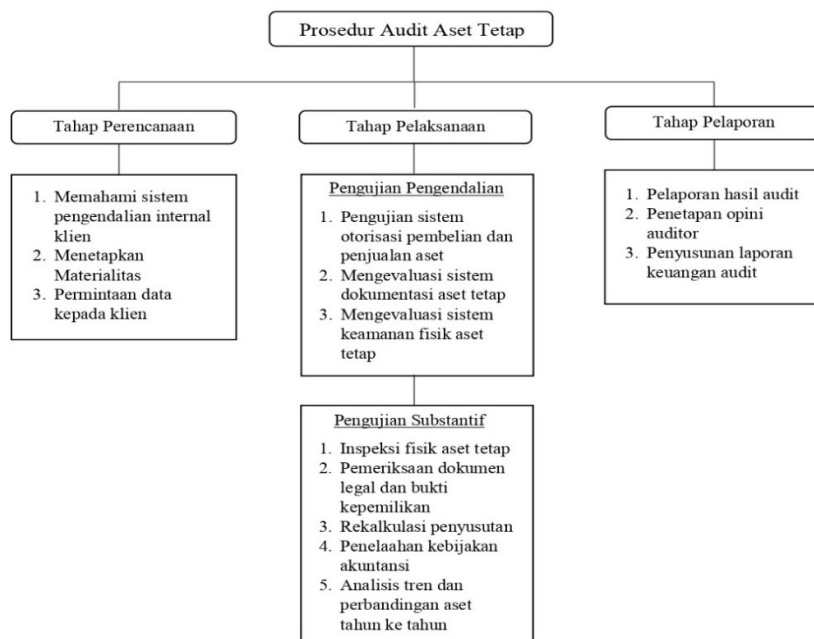 Prosedur Audit Aset Tetap
Tahap Perencanaan
1. Memahami sistem
pengendalian internal
klien
2. Menetapkan
Materialitas
3. Permintaan data
kepada klien
Tahap Pelaksanaan
Pengujian Pengendalian
1. Pengujian sistem
otorisasi pembelian dan
penjualan aset
2. Mengevaluasi sistem
dokumentasi aset tetap
3. Mengevaluasi sistem
keamanan fisik aset
tetap
Pengujian Substantif
1. Inspeksi fisik aset tetap
2. Pemeriksaan dokumen
legal dan bukti
kepemilikan
3. Rekalkulasi penyusutan
4. Penelaahan kebijakan
akuntansi
5. Analisis tren dan
perbandingan aset
tahun ke tahun
Tahap Pelaporan
1. Pelaporan hasil audit
2. Penetapan opini
auditor
3. Penyusunan laporan
keuangan audit